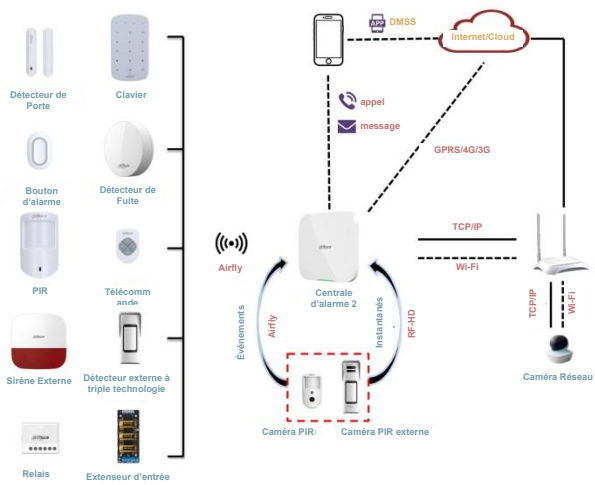 APP
DMSS
Internet/Cloud
Détecteur de
Porte
Clavier
appel
message
GPRS/4G/3G
Bouton
d'alarme
Détecteur de
Fuite
alhua
TCP/IP
Airfly
Wi-Fi
PIR
Télécomm
ande
Centrale
d'alarme 2
Événements
Airfly
Instantanés
RF-HD
TCP/IP
Wi-Fi
Sirène Externe
Détecteur externe à
triple technologie
Caméra Réseau
Caméra PIR
Caméra PIR externe
Relais
Extenseur d'entrée